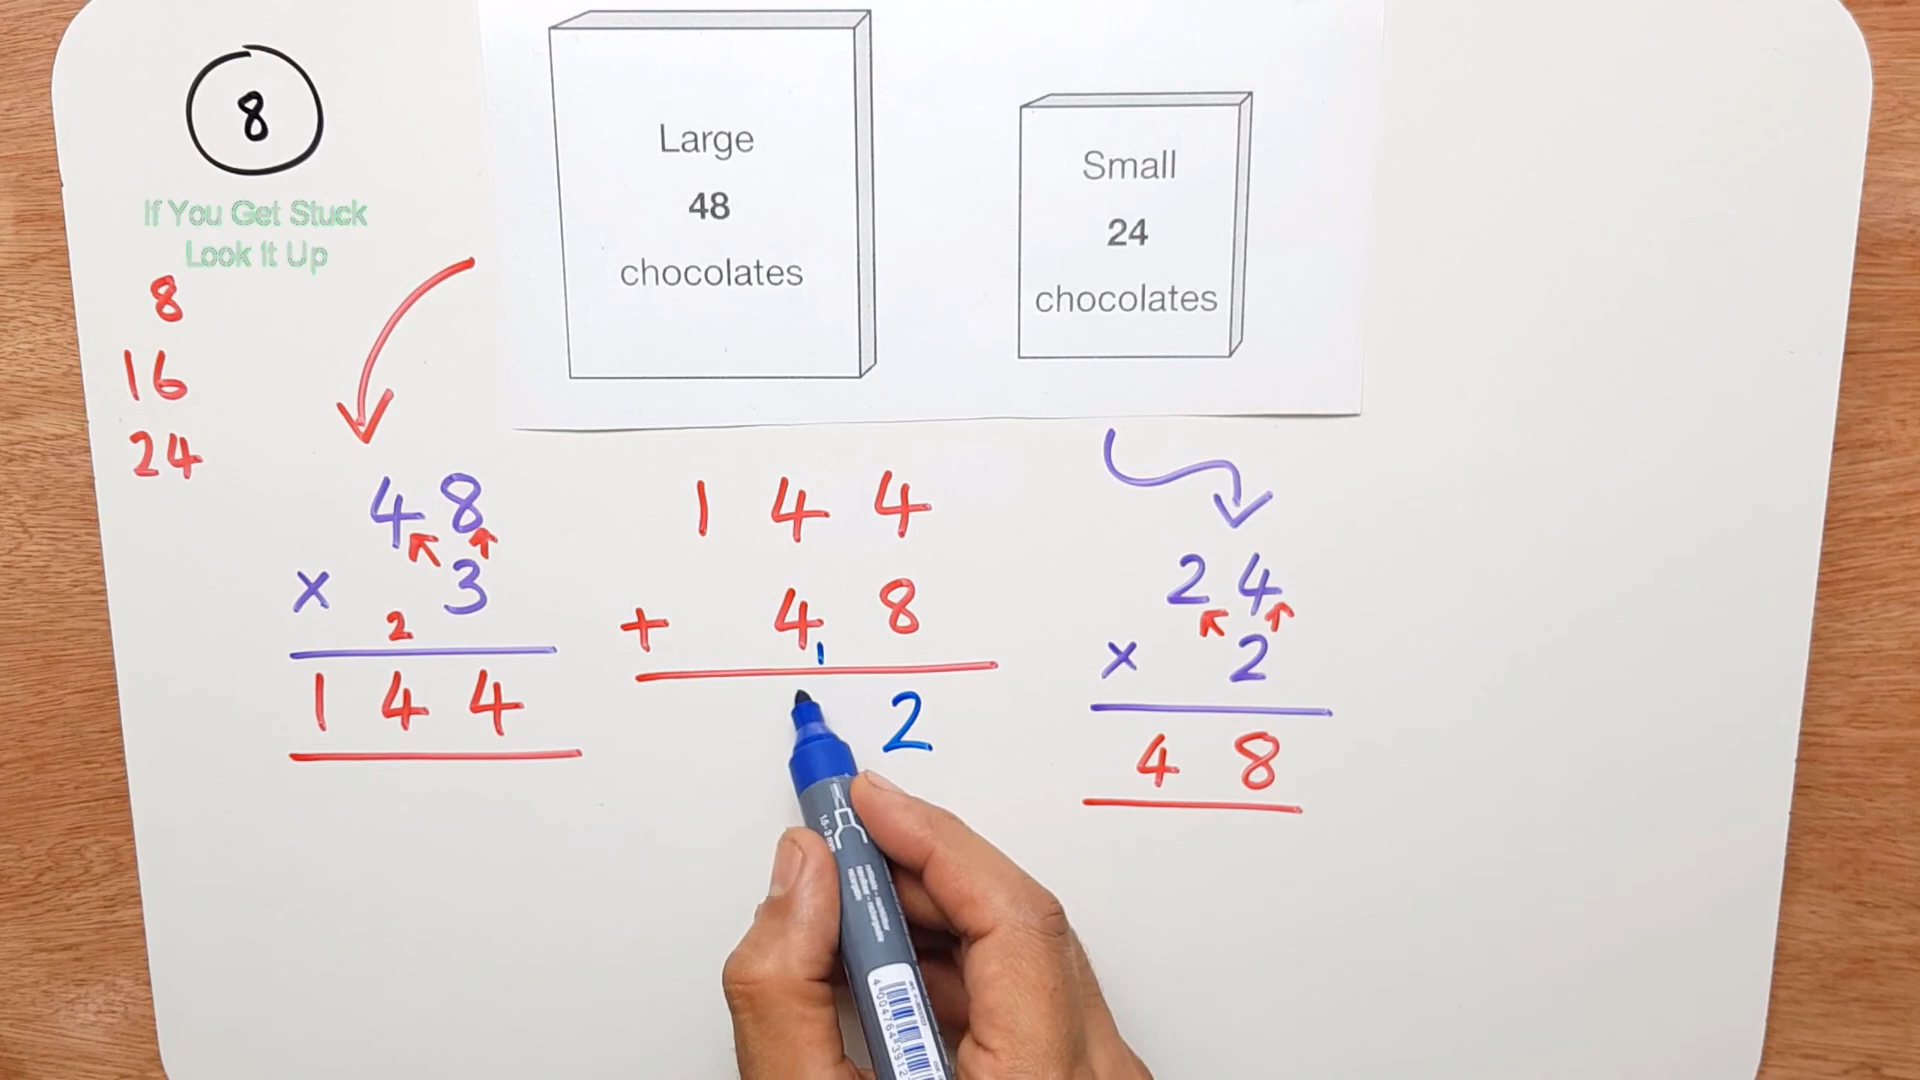 8
If You Get Stuck
Look It Up
8
16
24
Large
48
chocolates
Small
24
chocolates
48
× 3
2
144
144
+ 48
1
2
24
× 2
48